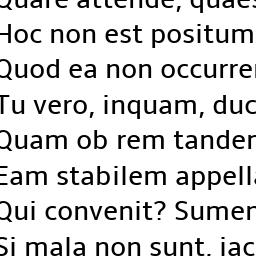 Quare attende, quaes
Hoc non est positum
Quod ea non occurrer
Tu vero, inquam, duc
Quam ob rem tander
Eam stabilem appella
Qui convenit? Sumer
Si mala non sunt, iac